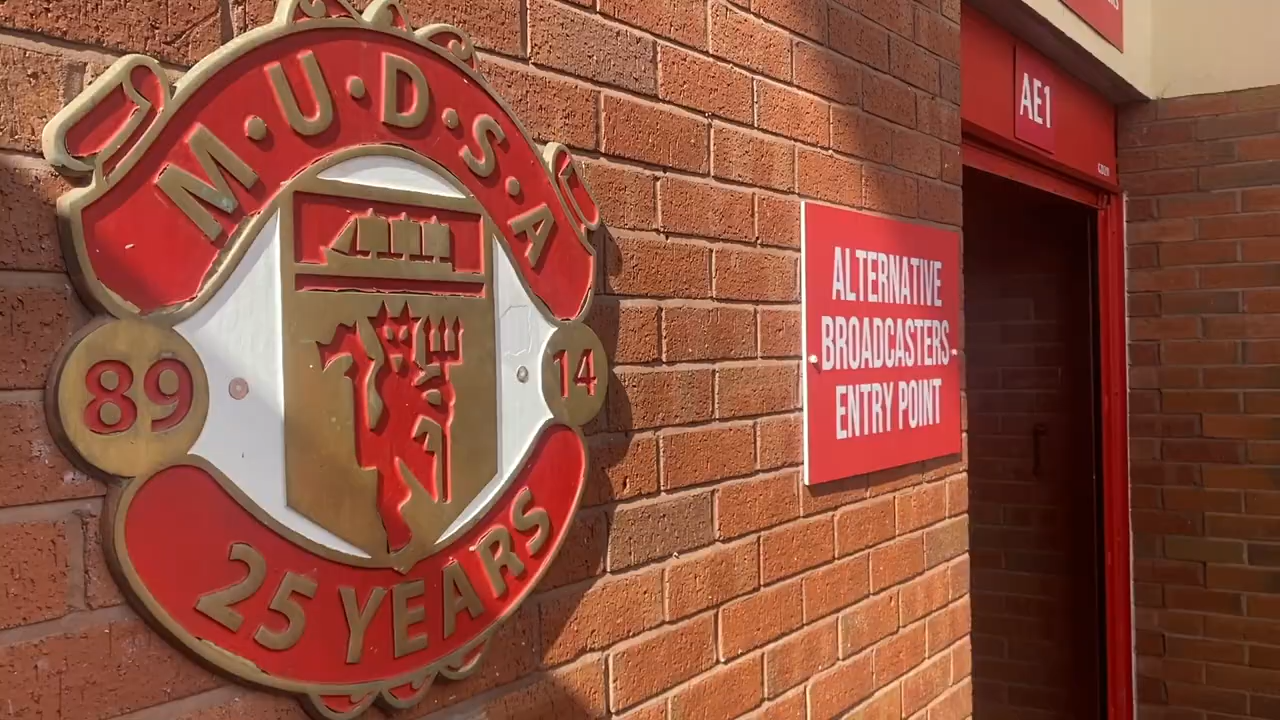 M·U·D·S·A
89
14
25 YEARS
AE1
ALTERNATIVE
BROADCASTERS-
ENTRY POINT